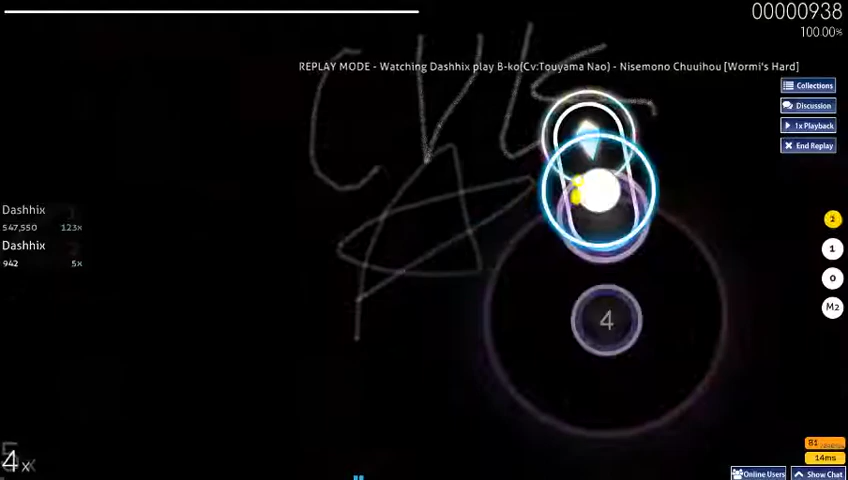 00000938
100.00%
REPLAY MODE - Watching Dashhix play B-ko(Cv:Touyama Nao) - Nisemono Chuuihou [Wormi's Hard]
Collections
Discussion
1x Playback
End Replay
Dashhix
547,550 123x
Dashhix
942 5x
2
1
0
M2
4
4x
14ms
Online Users
Show Chat